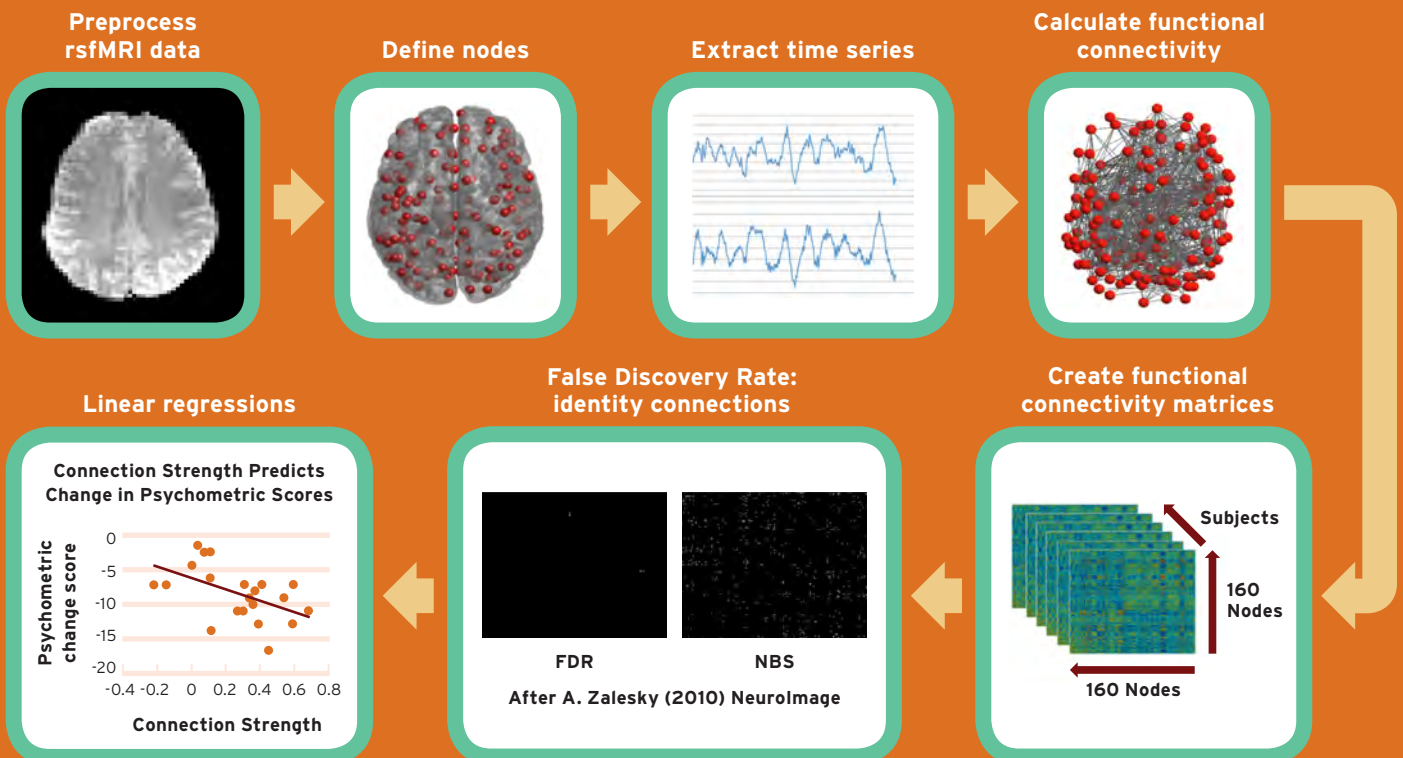 Preprocess
rsfMRI data
Define nodes
Extract time series
Calculate functional
connectivity
Create functional
connectivity matrices
Subjects
160
Nodes
160 Nodes
False Discovery Rate:
identity connections
FDR
NBS
After A. Zalesky (2010) NeuroImage
Linear regressions
Connection Strength Predicts
Change in Psychometric Scores
Psychometric
change score
0
-5
-10
-15
-20
-0.4 -0.2 0 0.2 0.4 0.6 0.8
Connection Strength